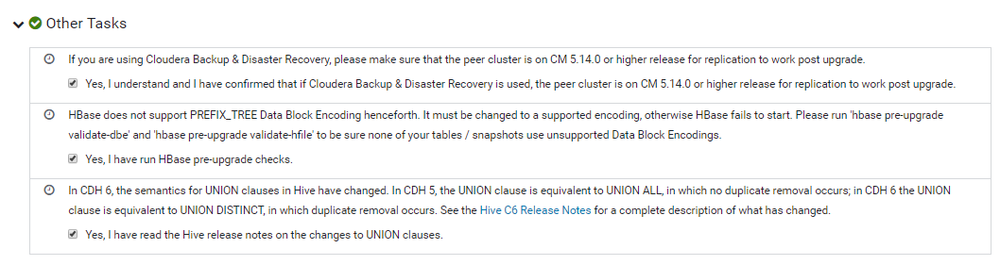 Other Tasks
If you are using Cloudera Backup & Disaster Recovery, please make sure that the peer cluster is on CM 5.14.0 or higher release for replication to work post upgrade.
Yes, I understand and I have confirmed that if Cloudera Backup & Disaster Recovery is used, the peer cluster is on CM 5.14.0 or higher release for replication to work post upgrade.
HBase does not support PREFIX_TREE Data Block Encoding henceforth. It must be changed to a supported encoding, otherwise HBase fails to start. Please run 'hbase pre-upgrade
validate-dbe' and 'hbase pre-upgrade validate-hfile' to be sure none of your tables / snapshots use unsupported Data Block Encodings.
Yes, I have run HBase pre-upgrade checks.
In CDH 6, the semantics for UNION clauses in Hive have changed. In CDH 5, the UNION clause is equivalent to UNION ALL, in which no duplicate removal occurs; in CDH 6 the UNION
clause is equivalent to UNION DISTINCT, in which duplicate removal occurs. See the Hive C6 Release Notes for a complete description of what has changed.
Yes, I have read the Hive release notes on the changes to UNION clauses.